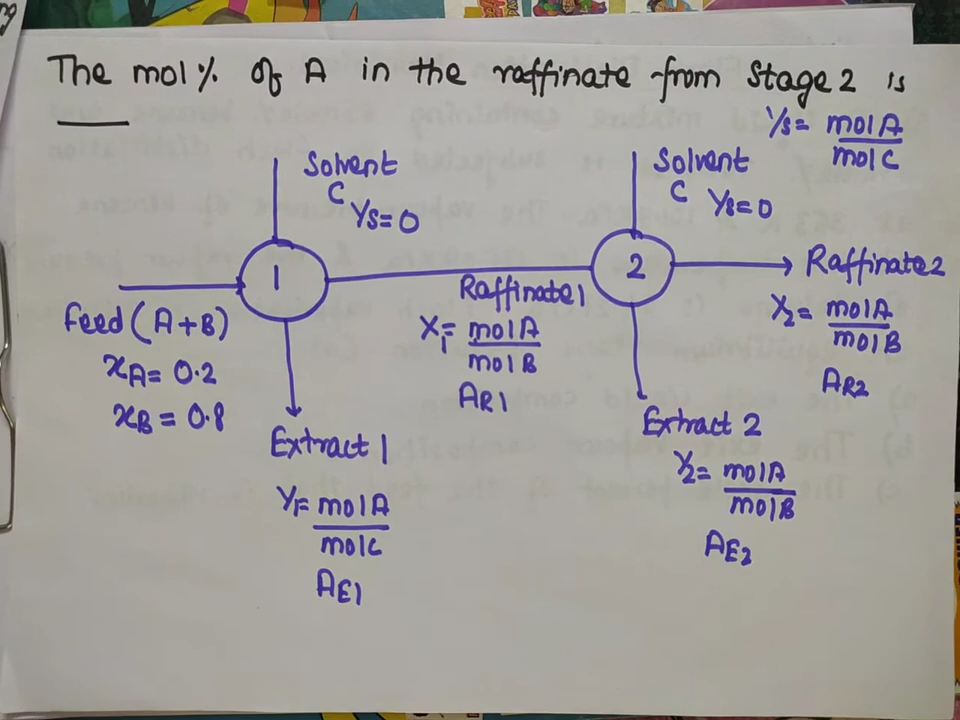 The mol % of A in the raffinate from Stage 2 is
____
Ys = mol A / mol C
Solvent
C
Ys = 0
Solvent
C
Ys = 0
1
2
Feed (A+B)
xA = 0.2
xB = 0.8
Raffinate 1
X1 = mol A / mol B
AR1
Raffinate 2
X2 = mol A / mol B
AR2
Extract 1
Y1 = mol A / mol C
AE1
Extract 2
Y2 = mol A / mol B
AE2